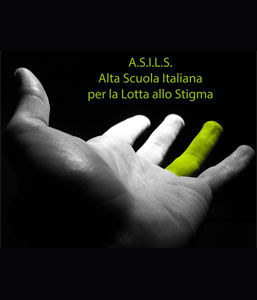 A.S.I.L.S.
Alta Scuola Italiana
per la Lotta allo Stigma